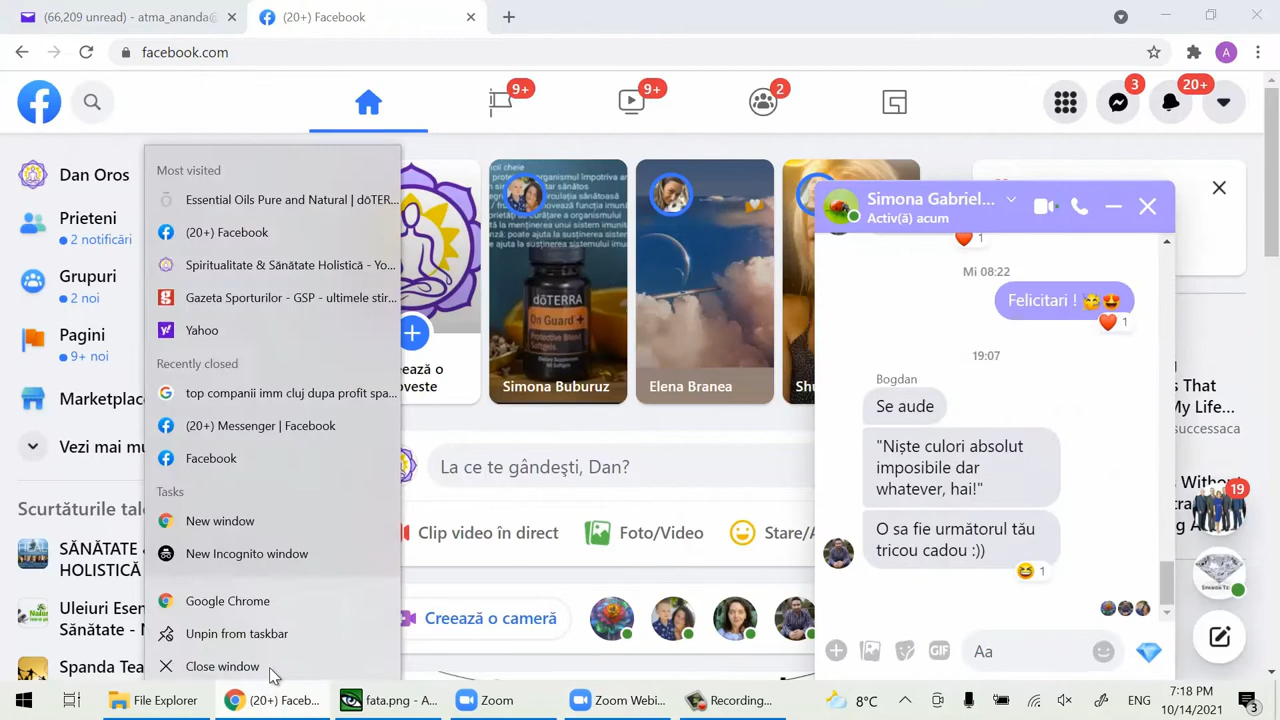 (66,209 unread) - atma_ananda@
(20+) Facebook
facebook.com
A
9+
9+
2
3
20+
Dan Oros
Prieteni
2 notificări
Grupuri
2 noi
Pagini
9+ noi
Marketplac
Vezi mai mu
Scurtăturile tal
SĂNĂTATE
HOLISTICĂ
Uleiuri Esen
Sănătate -
Spanda Tea
Most visited
Essential Oils Pure and Natural | dōTER...
(20+) Facebook
Spiritualitate & Sănătate Holistică - Yo...
Gazeta Sporturilor - GSP - ultimele stir...
Yahoo
Recently closed
top companii imm cluj dupa profit spa...
(20+) Messenger | Facebook
Facebook
Tasks
New window
New Incognito window
Google Chrome
Unpin from taskbar
Close window
ează o
oveste
dōTERRA
On Guard +
Protective Blend
Softgels
Simona Buburuz
Elena Branea
Shu
La ce te gândești, Dan?
Clip video în direct
Foto/Video
Stare/A
Creează o cameră
Simona Gabriel...
Activ(ă) acum
1
Mi 08:22
Felicitari !
1
19:07
Bogdan
Se aude
"Niște culori absolut
imposibile dar
whatever, hai!"
O sa fie următorul tău
tricou cadou :))
1
GIF
Aa
s That
My Life...
successaca
Without
19
SPANDA TE
File Explorer
(20+) Faceb...
fata.png - A...
Zoom
Zoom Webi...
Recording...
8°C
ENG
7:18 PM
10/14/2021
3